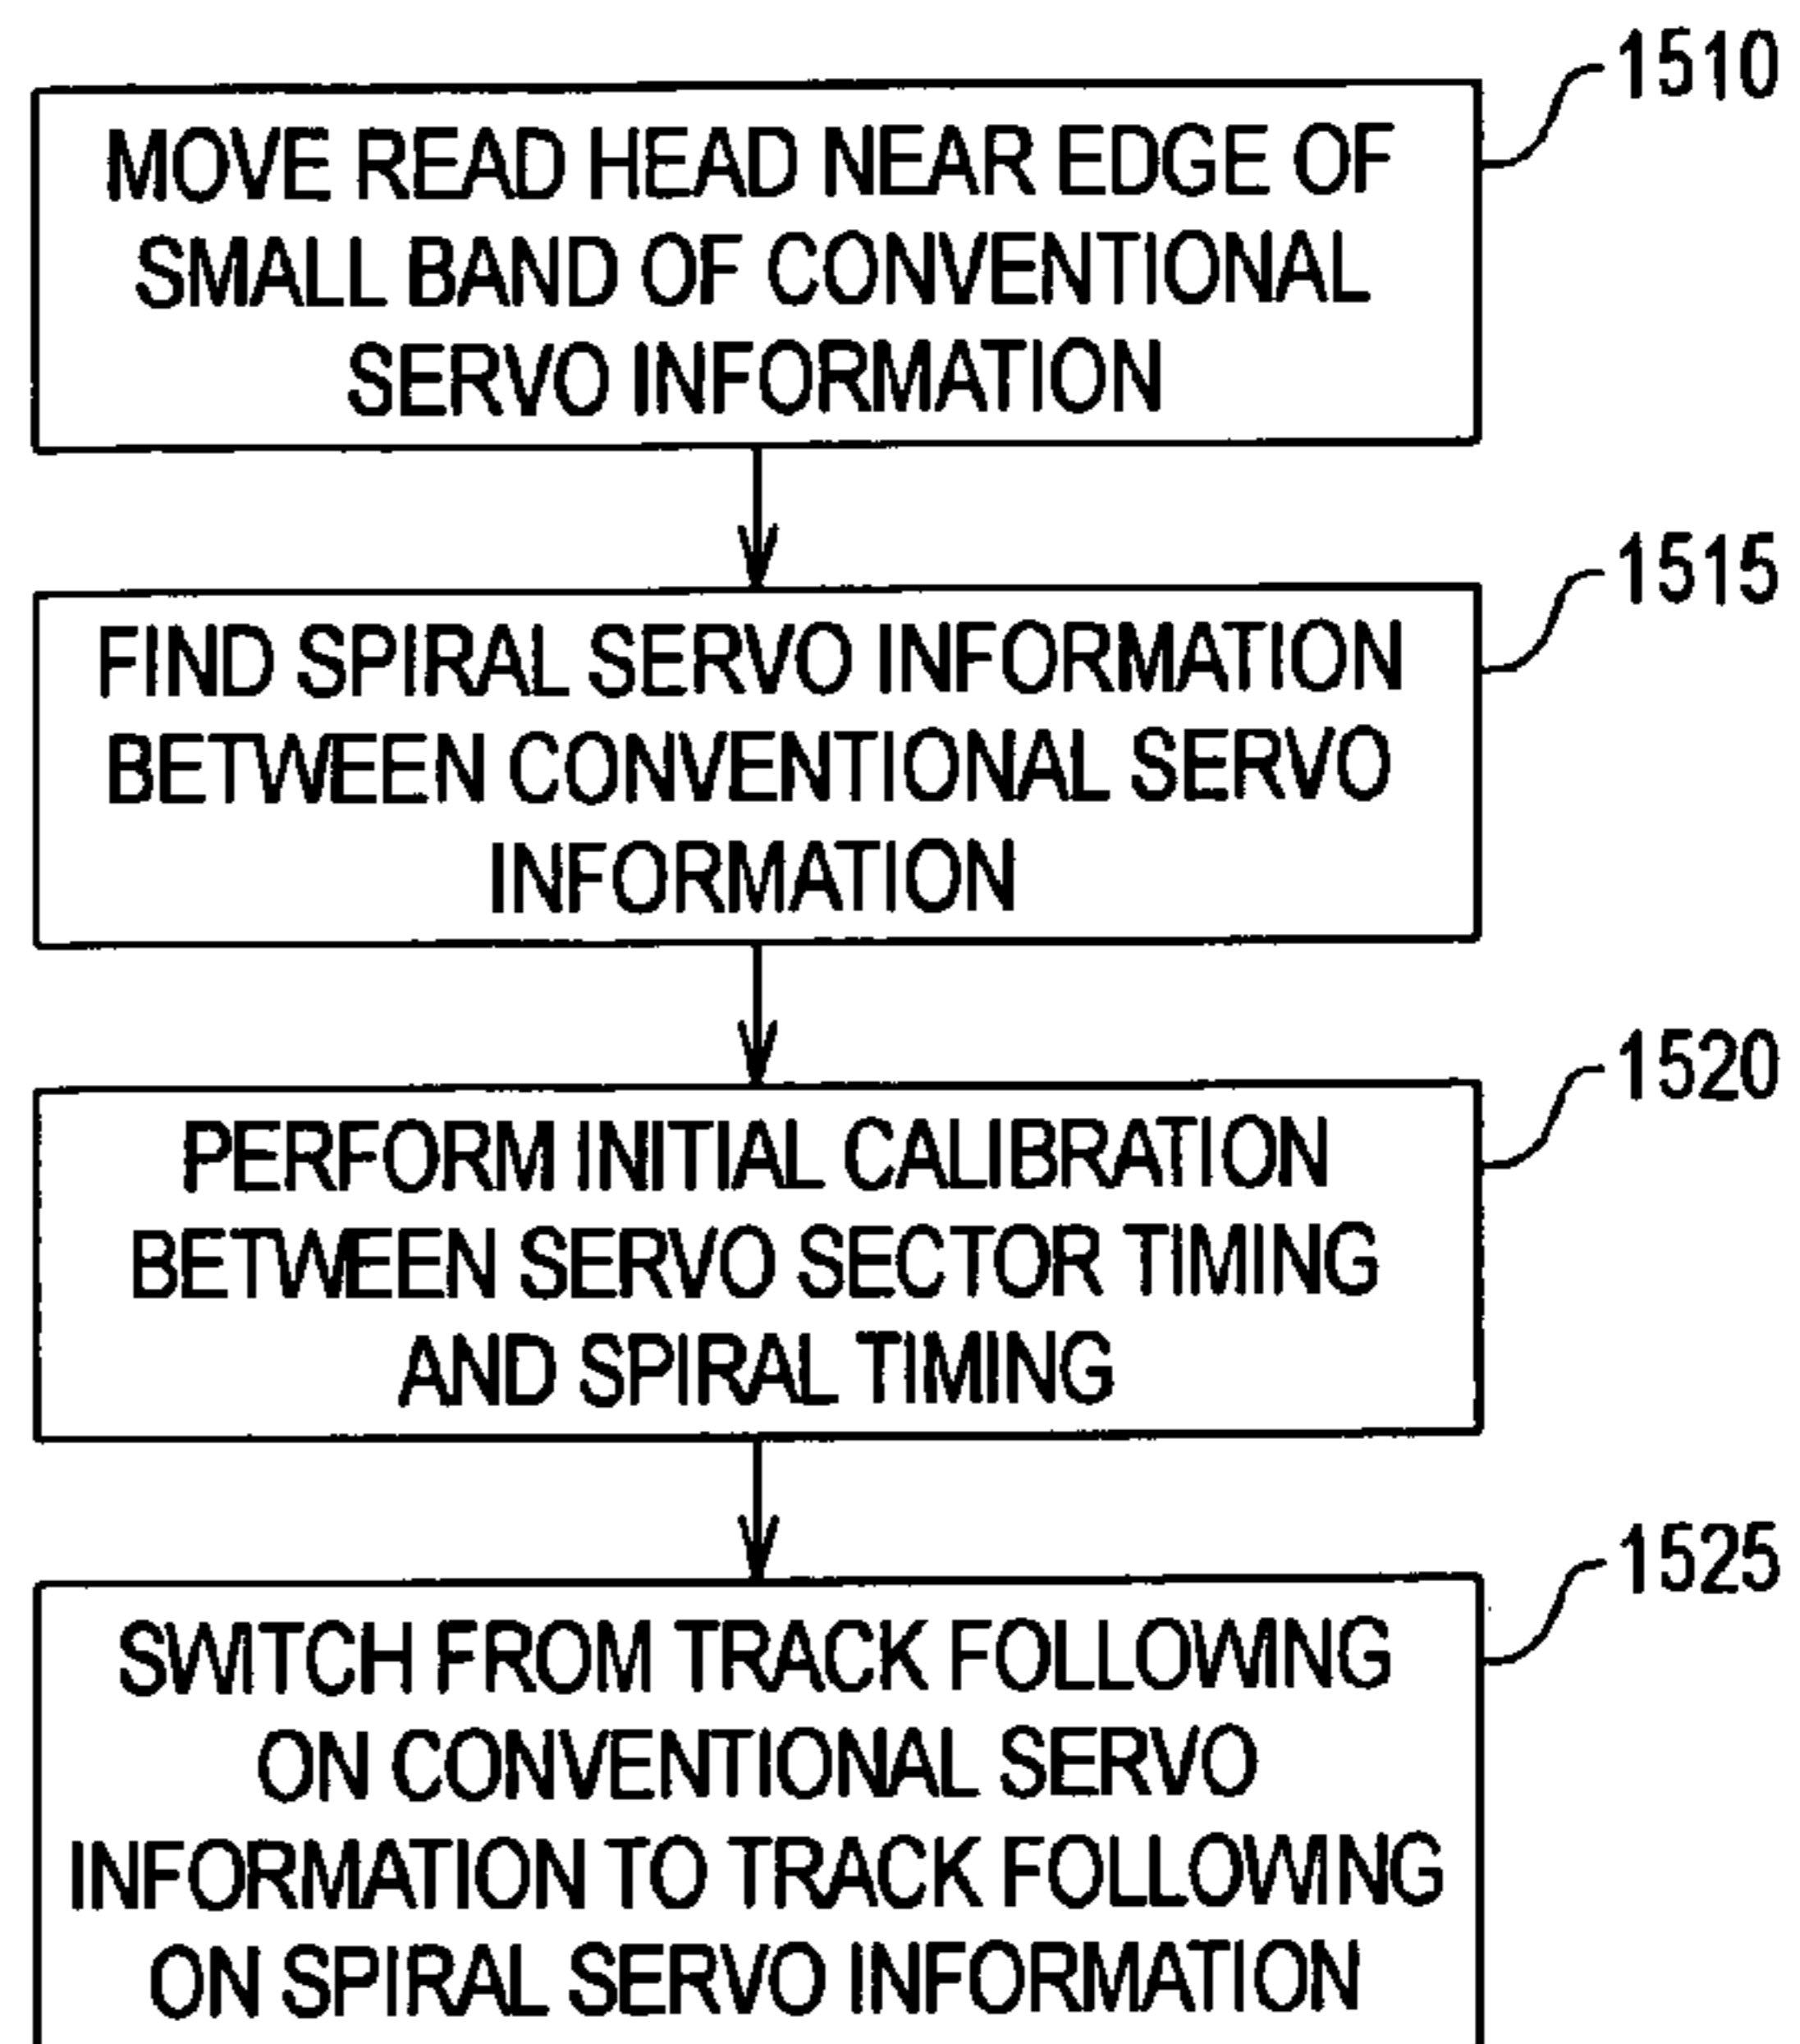 1510
MOVE READ HEAD NEAR EDGE OF
SMALL BAND OF CONVENTIONAL
SERVO INFORMATION
1515
FIND SPIRAL SERVO INFORMATION
BETWEEN CONVENTIONAL SERVO
INFORMATION
1520
PERFORM INITIAL CALIBRATION
BETWEEN SERVO SECTOR TIMING
AND SPIRAL TIMING
1525
SWITCH FROM TRACK FOLLOWING
ON CONVENTIONAL SERVO
INFORMATION TO TRACK FOLLOWING
ON SPIRAL SERVO INFORMATION